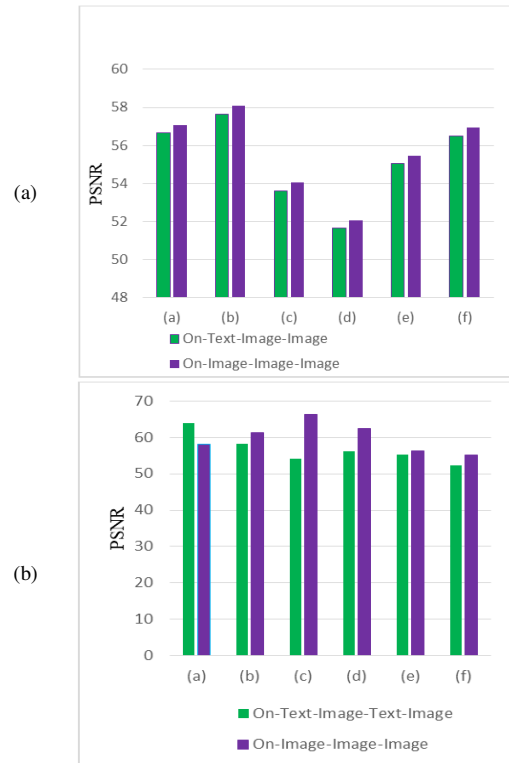 (a)
PSNR
60
58
56
54
52
50
48
(a) (b) (c) (d) (e) (f)
On-Text-Image-Image
On-Image-Image-Image
(b)
PSNR
70
60
50
40
30
20
10
0
(a) (b) (c) (d) (e) (f)
On-Text-Image-Text-Image
On-Image-Image-Image